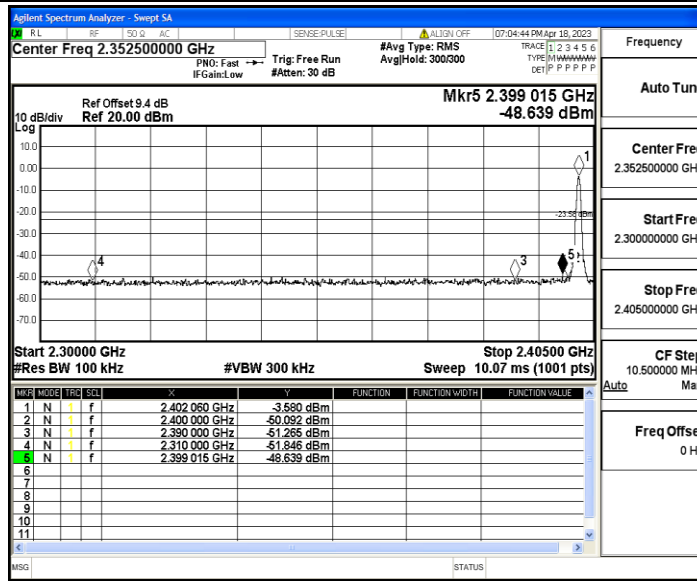 Agilent Spectrum Analyzer - Swept SA
RL RF 50 Ω AC SENSE:PULSE ALIGN OFF 07:04:44 PM Apr 18, 2023
Center Freq 2.352500000 GHz
PNO: Fast
IFGain:Low
Trig: Free Run
#Atten: 30 dB
#Avg Type: RMS
Avg|Hold: 300/300
TRACE 1 2 3 4 5 6
TYPE M
DET P P P P P P
Mkr5 2.399 015 GHz
-48.639 dBm
Ref Offset 9.4 dB
10 dB/div Ref 20.00 dBm
Log
10.0
0.00
-10.0
-20.0
-30.0
-40.0
-50.0
-60.0
-70.0
1
-23.58 dBm
4
3
5
Start 2.30000 GHz Stop 2.40500 GHz
#Res BW 100 kHz #VBW 300 kHz Sweep 10.07 ms (1001 pts)
MKR MODE TRC SCL X Y FUNCTION FUNCTION WIDTH FUNCTION VALUE
1 N 1 f 2.402 060 GHz -3.580 dBm
2 N 1 f 2.400 000 GHz -50.092 dBm
3 N 1 f 2.390 000 GHz -51.265 dBm
4 N 1 f 2.310 000 GHz -51.846 dBm
5 N 1 f 2.399 015 GHz -48.639 dBm
6
7
8
9
10
11
MSG STATUS
Frequency
Auto Tun
Center Fre
2.352500000 GH
Start Fre
2.300000000 GH
Stop Fre
2.405000000 GH
CF Ste
10.500000 MH
Auto Ma
Freq Offse
0 H